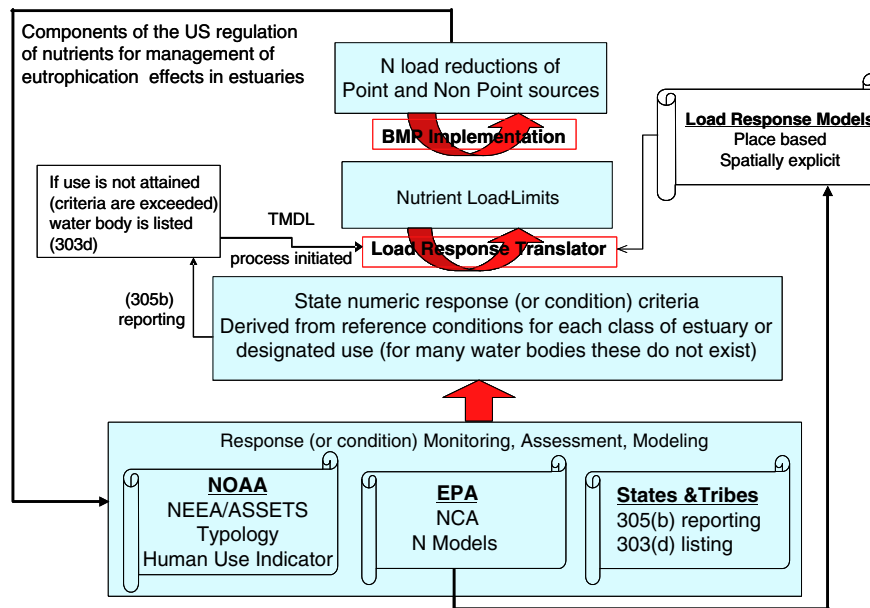 Components of the US regulation
of nutrients for management of
eutrophication effects in estuaries
N load reductions of
Point and Non Point sources
BMP Implementation
Load Response Models
Place based
Spatially explicit
If use is not attained
(criteria are exceeded)
water body is listed
(303d)
Nutrient Load-Limits
TMDL
process initiated
Load Response Translator
(305b)
reporting
State numeric response (or condition) criteria
Derived from reference conditions for each class of estuary or
designated use (for many water bodies these do not exist)
Response (or condition) Monitoring, Assessment, Modeling
NOAA
NEEA/ASSETS
Typology
Human Use Indicator
EPA
NCA
N Models
States &Tribes
305(b) reporting
303(d) listing